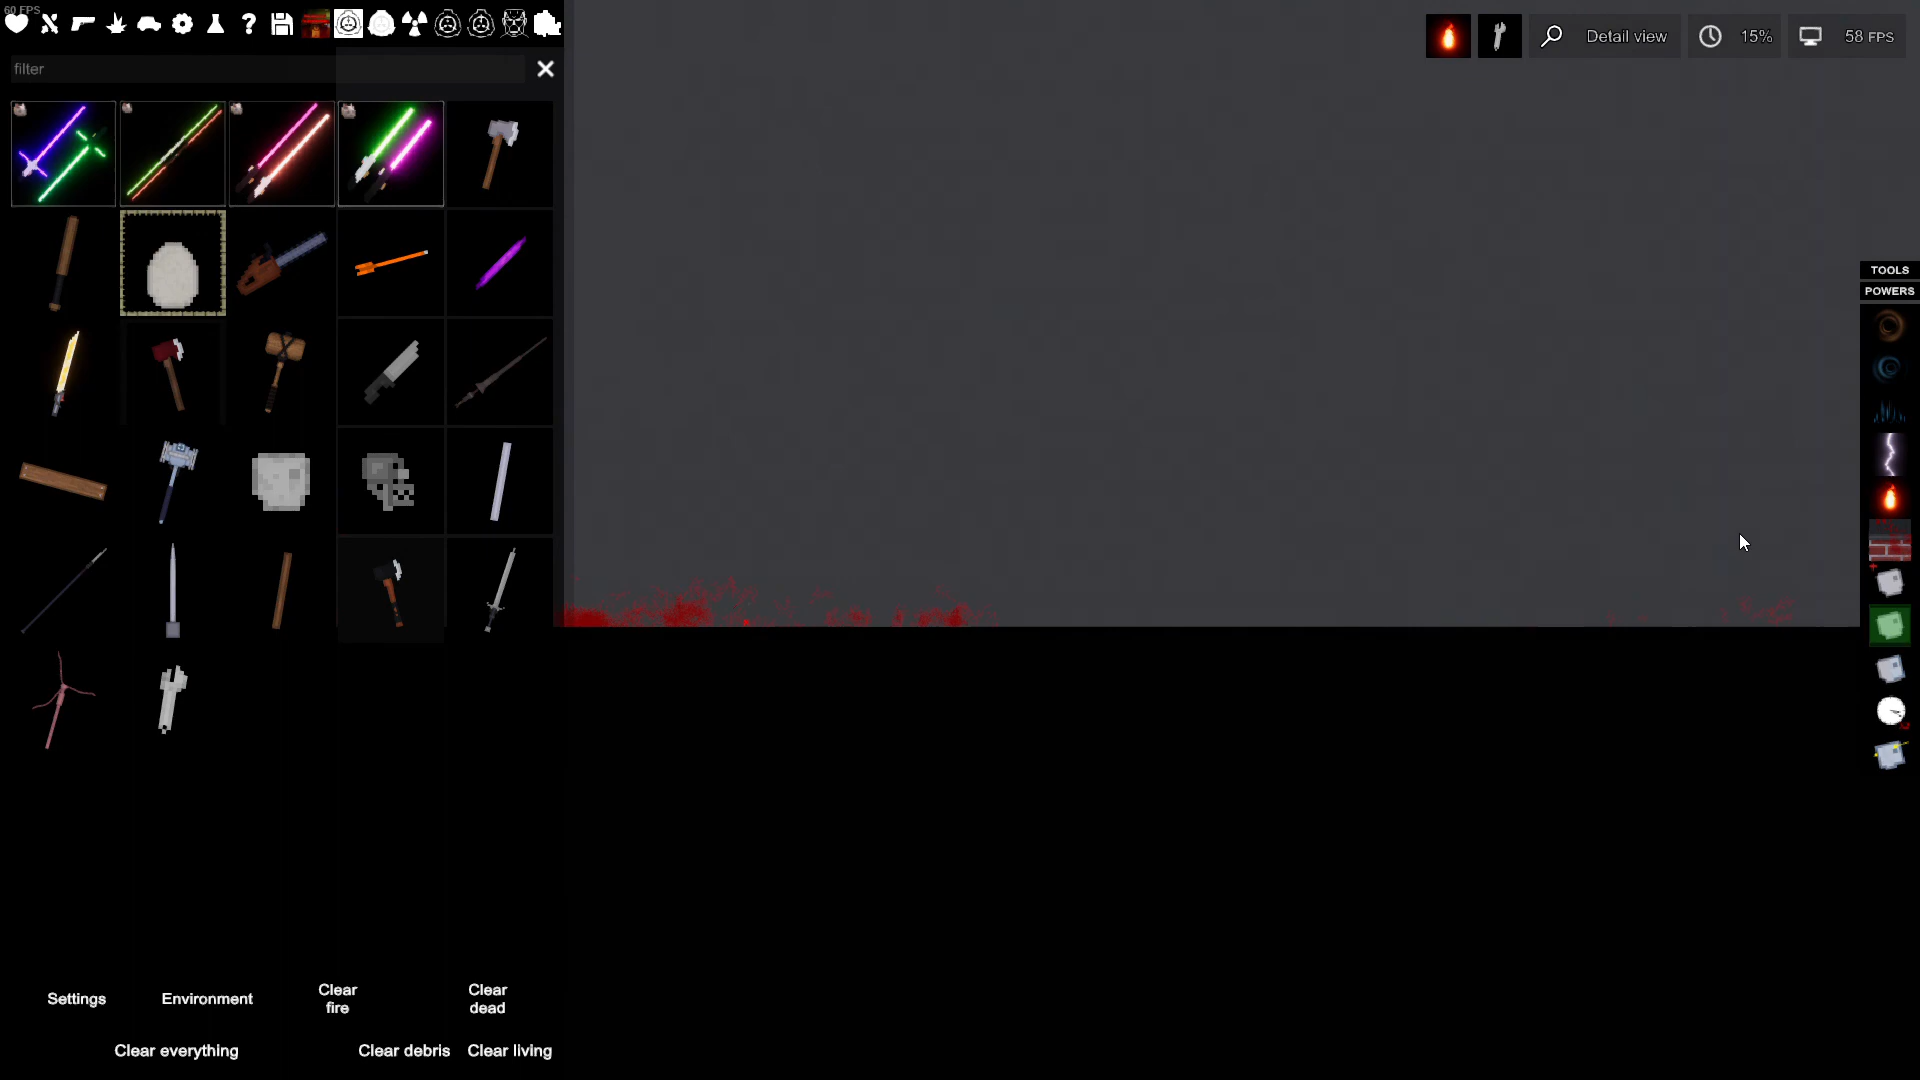 60 FPS
?
filter
Detail view
15%
58 FPS
TOOLS
POWERS
Settings
Environment
Clear
fire
Clear
dead
Clear everything
Clear debris
Clear living